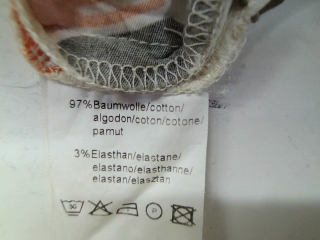 97% Baumwolle/cotton/
algodon/coton/cotone/
pamut
3% Elasthan/elastane/
elastano/elasthanne/
elastan/elasztan